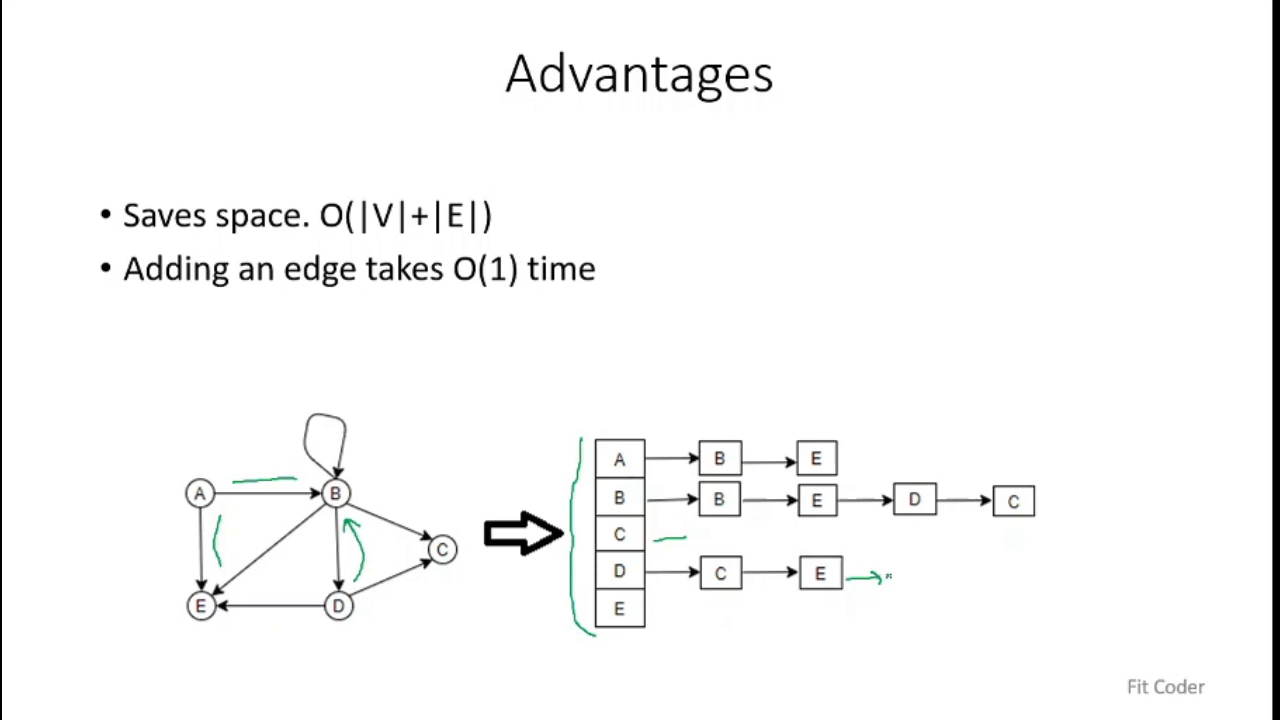 Advantages
• Saves space. O(|V|+|E|)
• Adding an edge takes O(1) time
A B C D E
A B E
B B E D C
C
D C E
E
Fit Coder